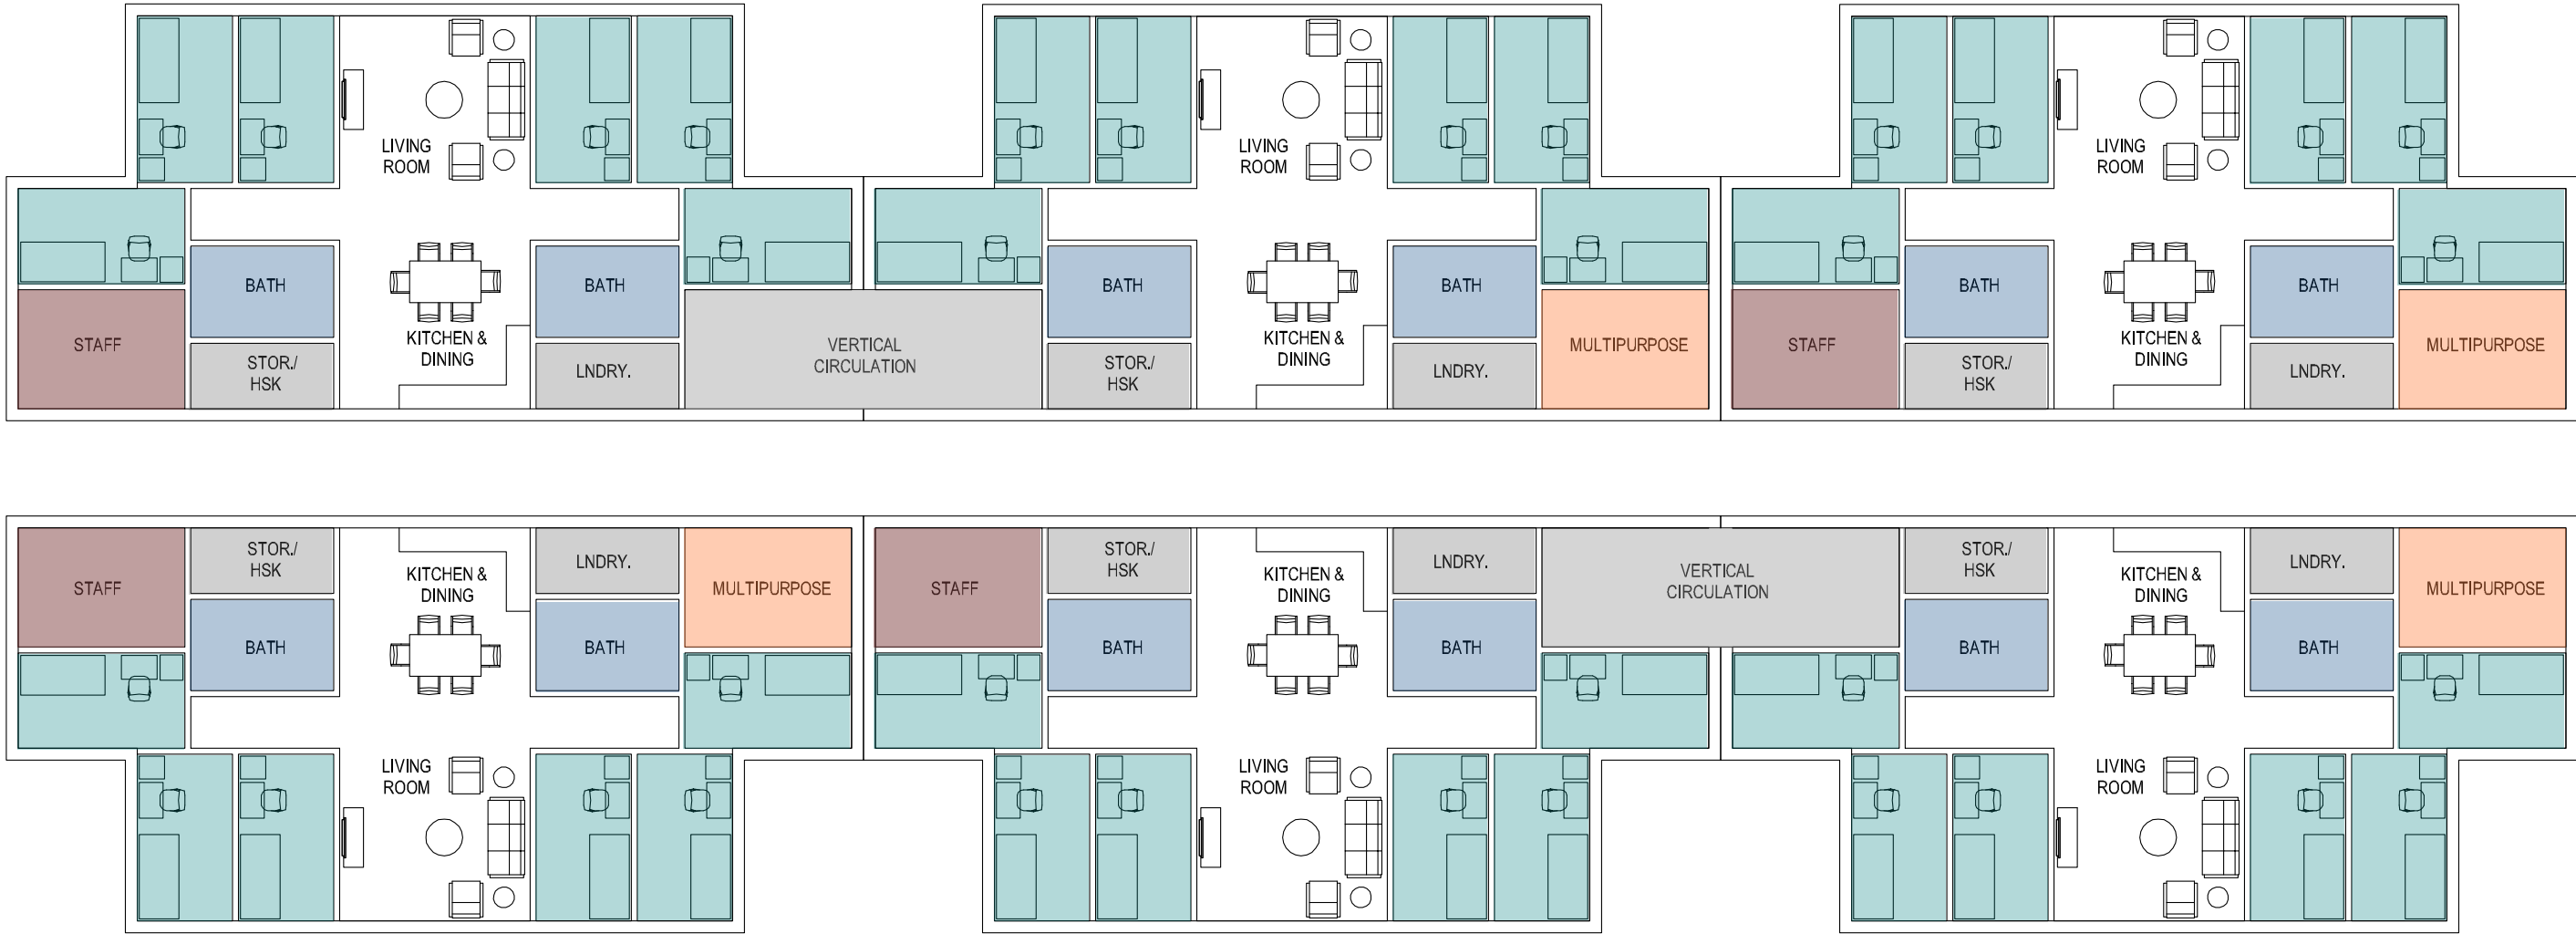 LIVING
ROOM
LIVING
ROOM
LIVING
ROOM
BATH
BATH
BATH
BATH
BATH
BATH
STAFF
STOR./
HSK
KITCHEN &
DINING
LNDRY.
VERTICAL
CIRCULATION
STOR./
HSK
KITCHEN &
DINING
LNDRY.
MULTIPURPOSE
STAFF
STOR./
HSK
KITCHEN &
DINING
LNDRY.
MULTIPURPOSE
STAFF
STOR./
HSK
KITCHEN &
DINING
LNDRY.
MULTIPURPOSE
STAFF
STOR./
HSK
KITCHEN &
DINING
LNDRY.
VERTICAL
CIRCULATION
STOR./
HSK
KITCHEN &
DINING
LNDRY.
MULTIPURPOSE
BATH
BATH
BATH
BATH
BATH
BATH
LIVING
ROOM
LIVING
ROOM
LIVING
ROOM